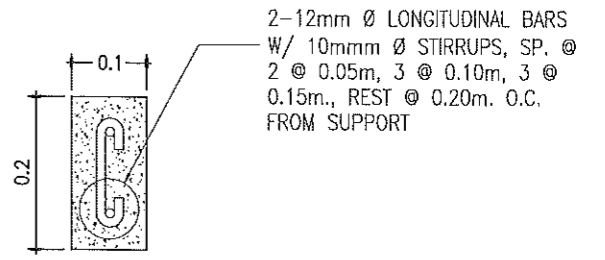 2-12mm Ø LONGITUDINAL BARS
W/ 10mmm Ø STIRRUPS, SP. @
2 @ 0.05m, 3 @ 0.10m, 3 @
0.15m., REST @ 0.20m. O.C.
FROM SUPPORT
0.1
0.2